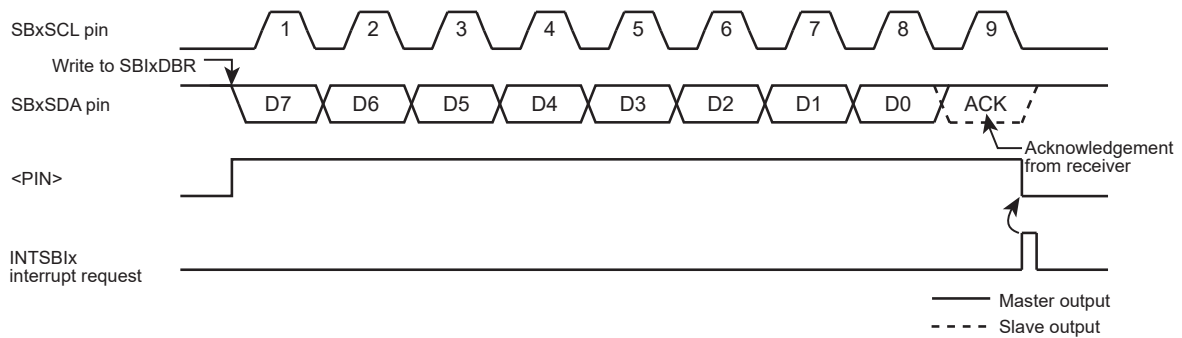 SBxSCL pin
1 2 3 4 5 6 7 8 9
Write to SBIxDBR
SBxSDA pin
D7 D6 D5 D4 D3 D2 D1 D0 ACK
Acknowledgement
from receiver
<PIN>
INTSBIx
interrupt request
Master output
Slave output